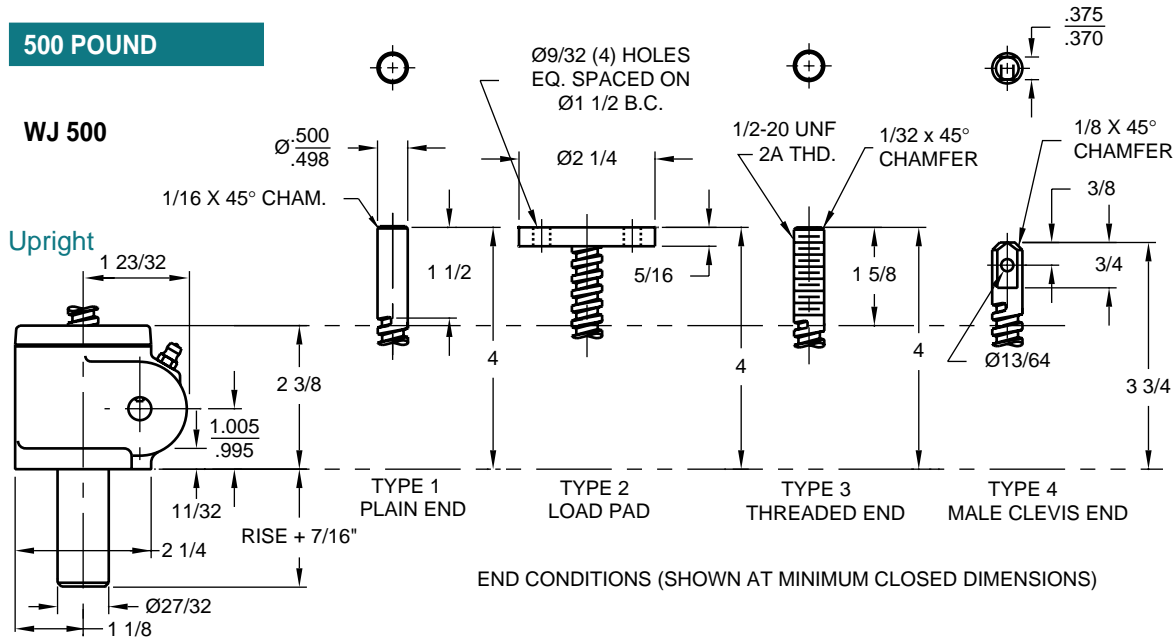 500 POUND
WJ 500
Upright
1 23/32
2 3/8
1.005
.995
11/32
RISE + 7/16"
2 1/4
Ø27/32
1 1/8
Ø.500
.498
1/16 X 45° CHAM.
1 1/2
4
TYPE 1
PLAIN END
Ø9/32 (4) HOLES
EQ. SPACED ON
Ø1 1/2 B.C.
Ø2 1/4
5/16
4
TYPE 2
LOAD PAD
1/2-20 UNF
2A THD.
1/32 x 45°
CHAMFER
1 5/8
4
TYPE 3
THREADED END
.375
.370
1/8 X 45°
CHAMFER
3/8
3/4
Ø13/64
3 3/4
TYPE 4
MALE CLEVIS END
END CONDITIONS (SHOWN AT MINIMUM CLOSED DIMENSIONS)